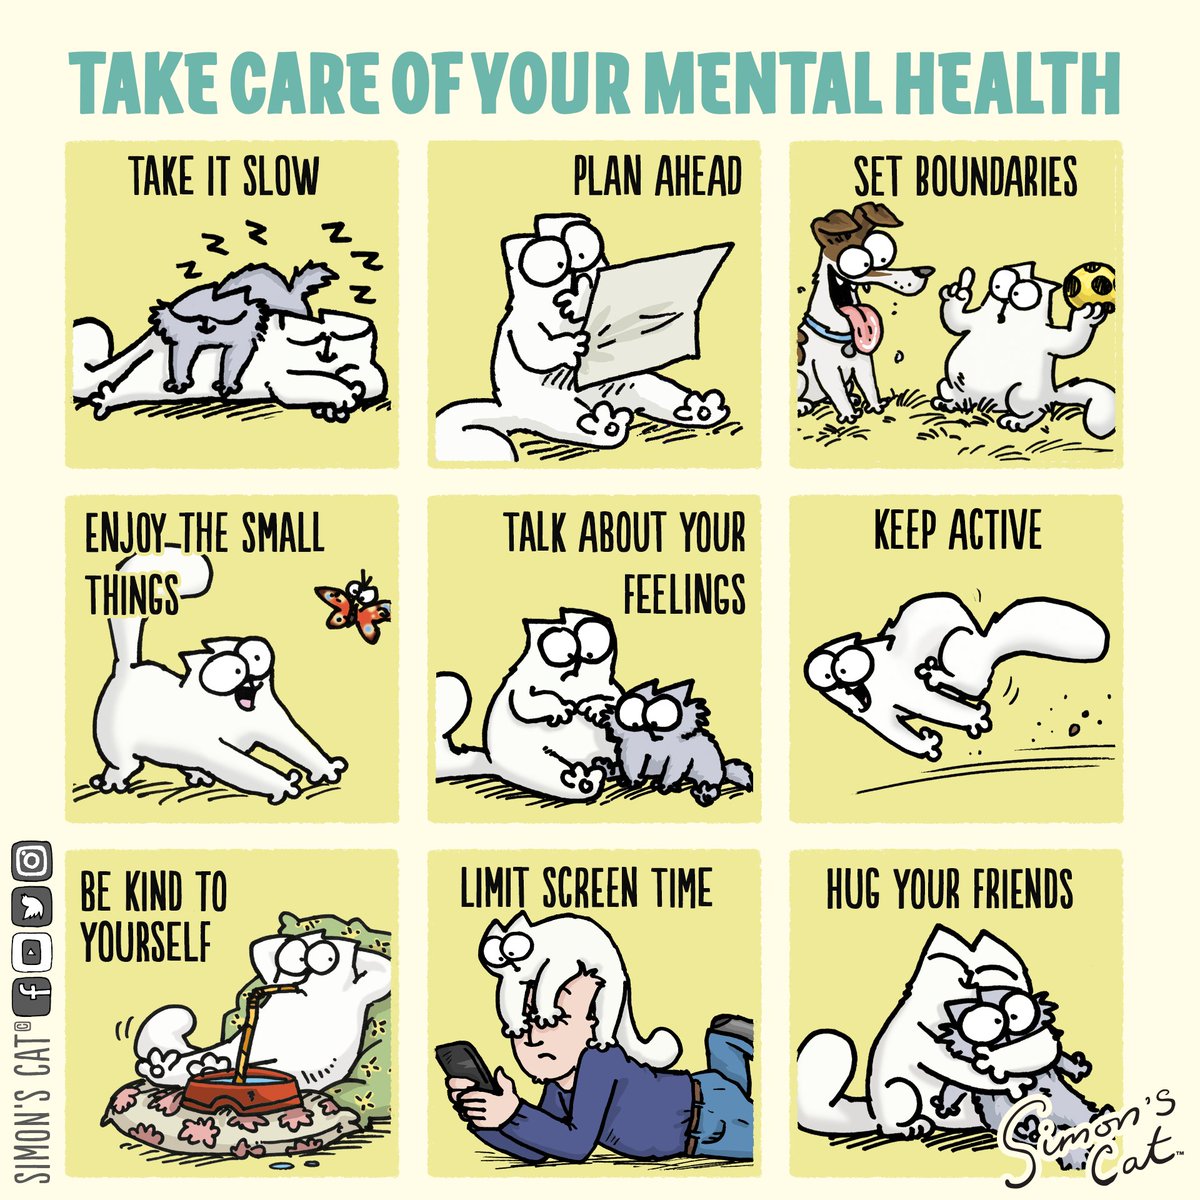 TAKE CARE OF YOUR MENTAL HEALTH
TAKE IT SLOW
Z Z Z Z Z Z
PLAN AHEAD
SET BOUNDARIES
ENJOY THE SMALL
THINGS
TALK ABOUT YOUR
FEELINGS
KEEP ACTIVE
BE KIND TO
YOURSELF
LIMIT SCREEN TIME
HUG YOUR FRIENDS
SIMON'S CAT©
Simon's
Cat™